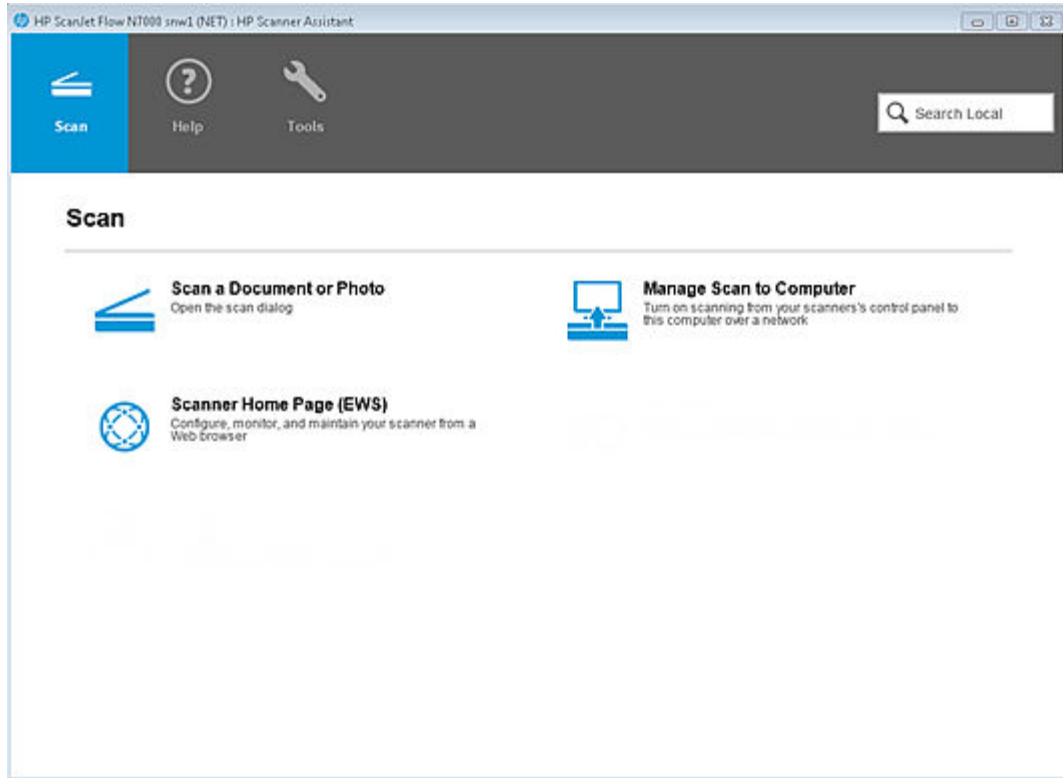 HP ScanJet Flow N7000 snw1 (NET) : HP Scanner Assistant
Scan
Help
Tools
Search Local
Scan
Scan a Document or Photo
Open the scan dialog
Manage Scan to Computer
Turn on scanning from your scanners's control panel to
this computer over a network
Scanner Home Page (EWS)
Configure, monitor, and maintain your scanner from a
Web browser